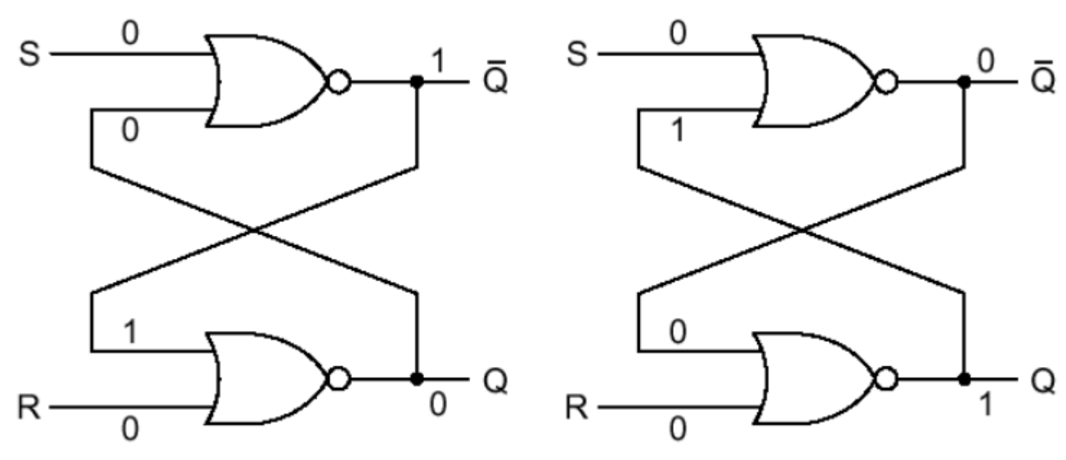 S 0 1 Q̄
0
1
R 0 0 Q
S 0 0 Q̄
1
0
R 0 1 Q